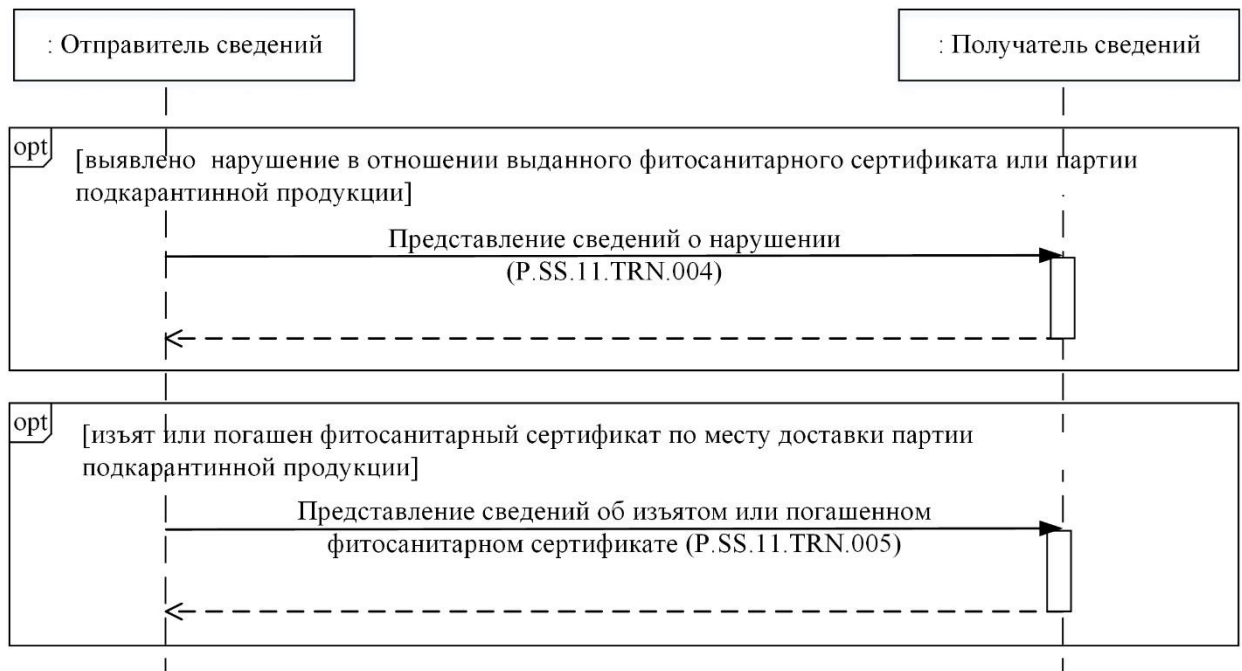 : Отправитель сведений
: Получатель сведений
opt
[выявлено нарушение в отношении выданного фитосанитарного сертификата или партии
подкарантинной продукции]
Представление сведений о нарушении
(P.SS.11.TRN.004)
opt
[изъят или погашен фитосанитарный сертификат по месту доставки партии
подкарантинной продукции]
Представление сведений об изъятом или погашенном
фитосанитарном сертификате (P.SS.11.TRN.005)